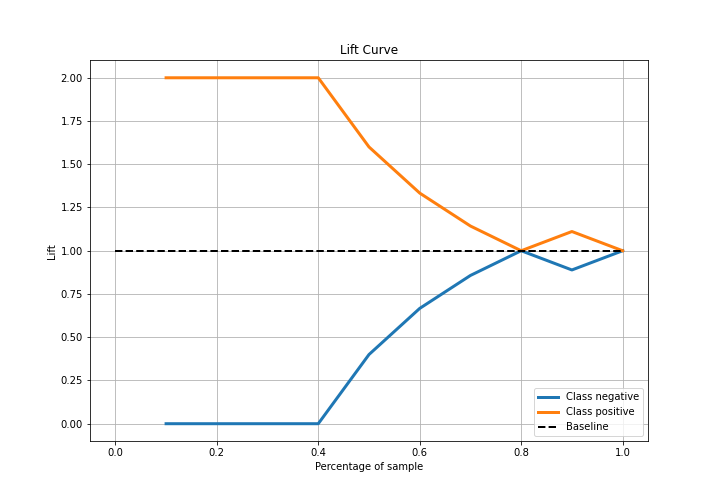 Lift Curve
2.00
1.75
1.50
1.25
1.00
0.75
0.50
0.25
0.00
Lift
0.0 0.2 0.4 0.6 0.8 1.0
Percentage of sample
Class negative
Class positive
Baseline